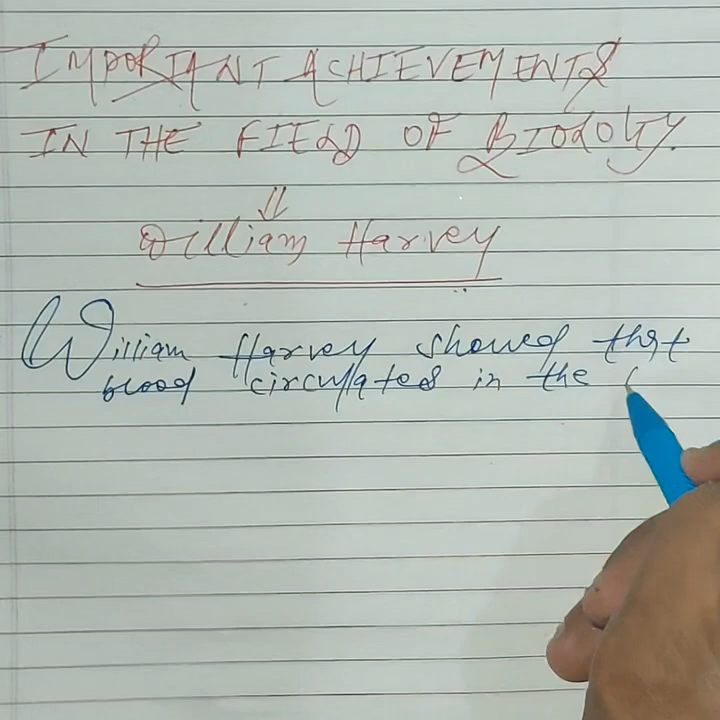 IMPORTANT ACHIEVEMENTS
IN THE FIELD OF BIOLOGY.
William Harvey
William Harvey showed that
blood circulated in the